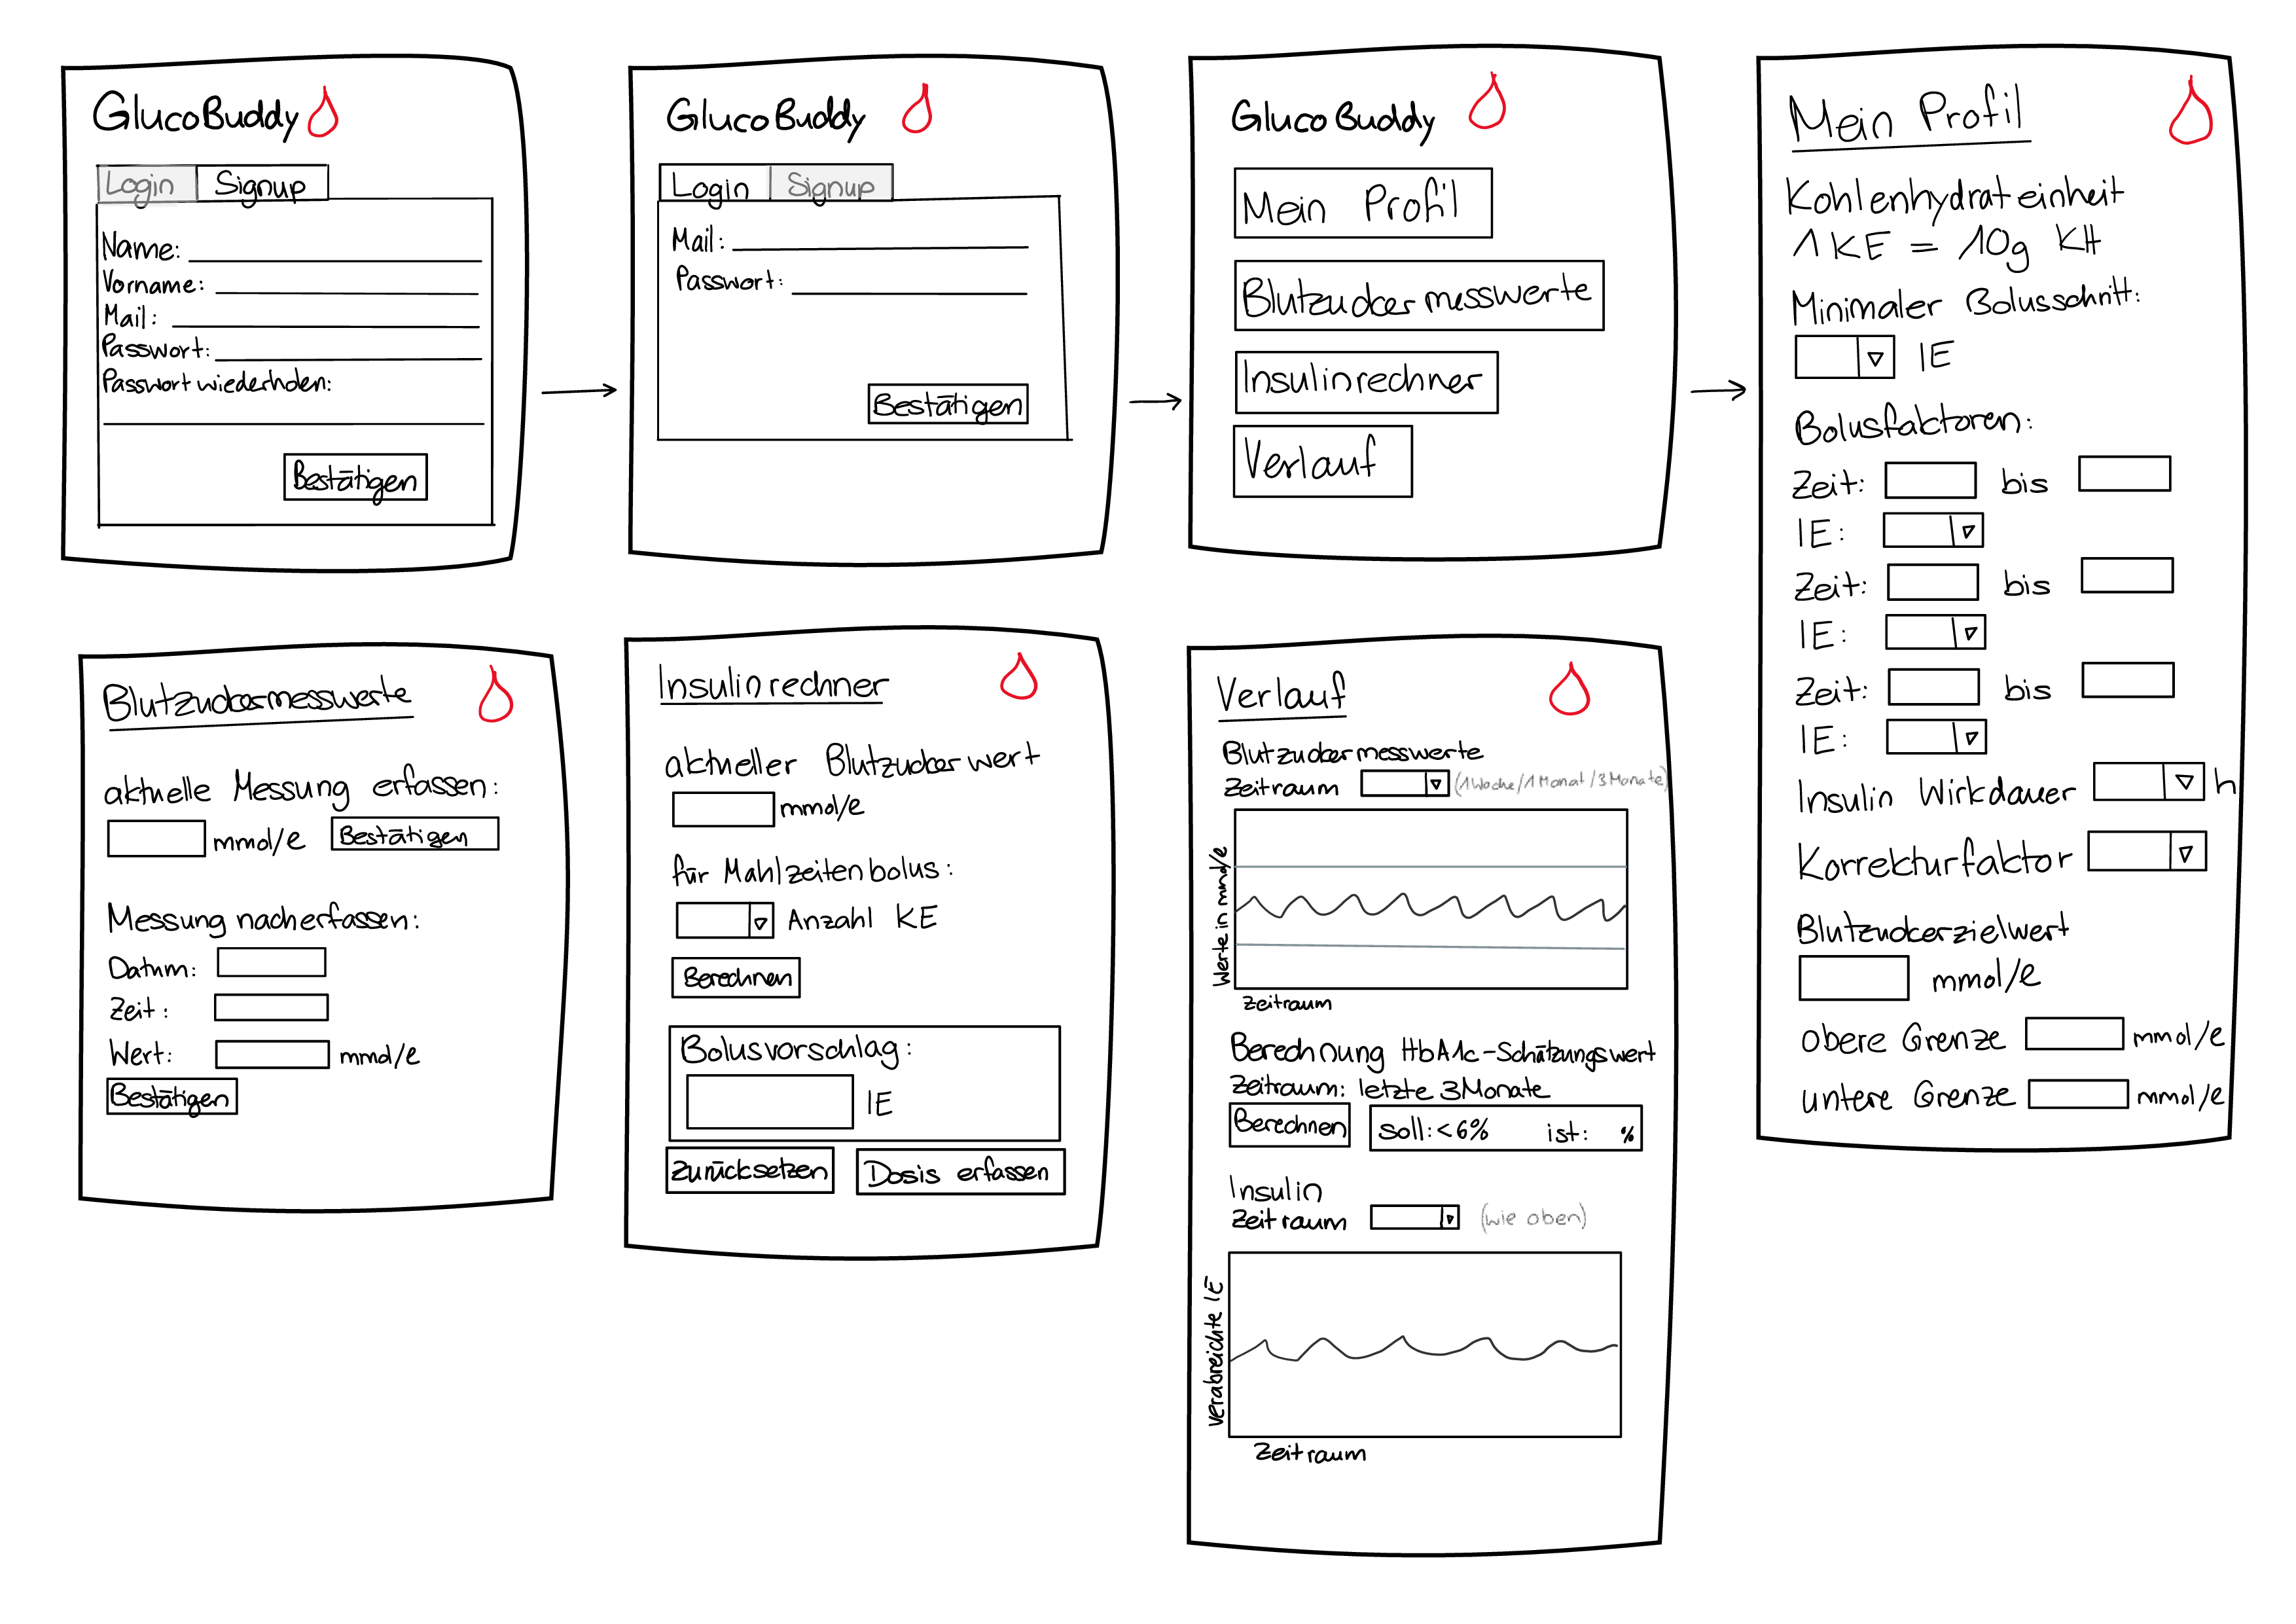 GlucoBuddy
Login Signup
Name:
Vorname:
Mail:
Passwort:
Passwort wiederholen:
Bestätigen
GlucoBuddy
Login Signup
Mail:
Passwort:
Bestätigen
GlucoBuddy
Mein Profil
Blutzuckermesswerte
Insulinrechner
Verlauf
Mein Profil
Kohlenhydrateinheit
1 KE = 10g KH
Minimaler Bolusschritt:
IE
Bolusfaktoren:
Zeit: bis
IE:
Zeit: bis
IE:
Zeit: bis
IE:
Insulin Wirkdauer h
Korrekturfaktor
Blutzuckerzielwert
mmol/l
obere Grenze mmol/l
untere Grenze mmol/l
Blutzuckermesswerte
aktuelle Messung erfassen:
mmol/l Bestätigen
Messung nacherfassen:
Datum:
Zeit:
Wert: mmol/l
Bestätigen
Insulinrechner
aktueller Blutzuckerwert
mmol/l
für Mahlzeitenbolus:
Anzahl KE
Berechnen
Bolusvorschlag:
IE
Zurücksetzen Dosis erfassen
Verlauf
Blutzuckermesswerte
Zeitraum (1 Woche/1 Monat/3 Monate)
Werte in mmol/l
Zeitraum
Berechnung HbA1c-Schätzungswert
Zeitraum: letzte 3 Monate
Berechnen soll: <6% ist: %
Insulin
Zeitraum (wie oben)
verabreichte IE
Zeitraum